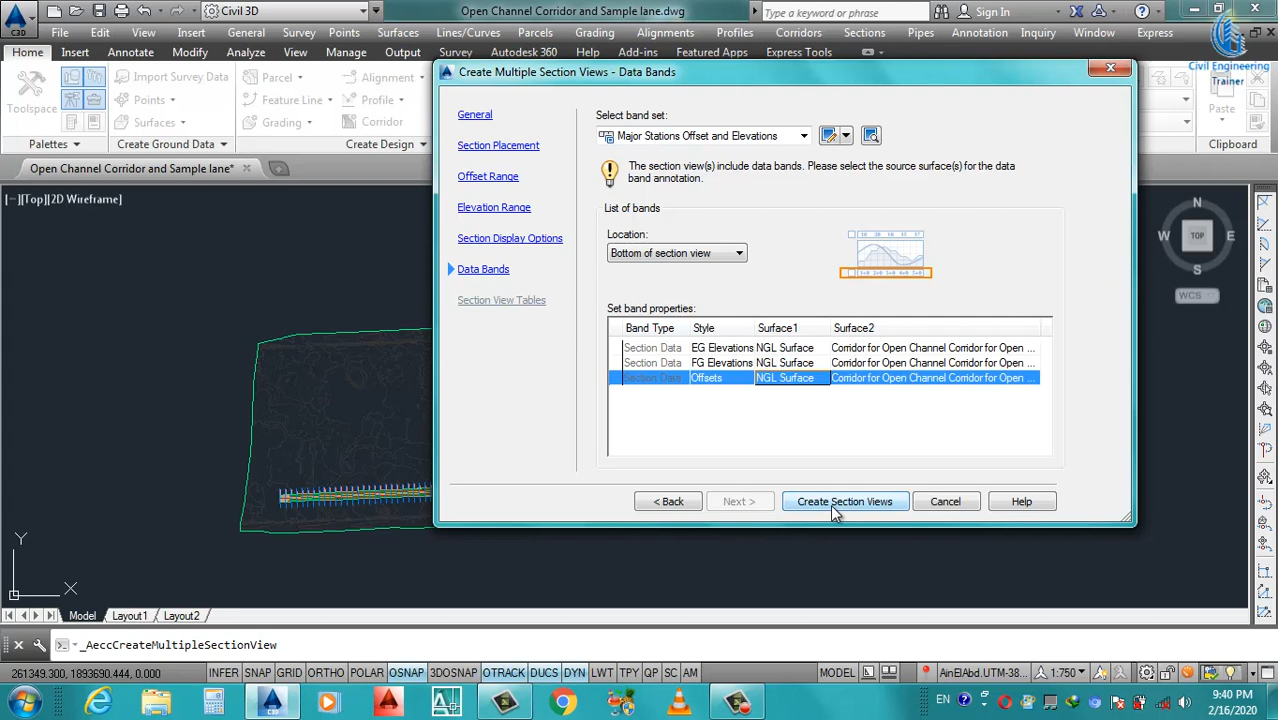 Civil 3D
Open Channel Corridor and Sample lane.dwg
Type a keyword or phrase
Sign In
C3D
File Edit View Insert General Survey Points Surfaces Lines/Curves Parcels Grading Alignments Profiles Corridors Sections Pipes Annotation Inquiry Window Express
Home Insert Annotate Modify Analyze View Manage Output Survey Autodesk 360 Help Add-ins Featured Apps Express Tools
Civil Engineering
Trainer
Toolspace
Import Survey Data
Points
Surfaces
Parcel
Feature Line
Grading
Alignment
Profile
Corridor
Paste
Palettes
Create Ground Data
Create Design
Clipboard
Open Channel Corridor and Sample lane*
[−][Top][2D Wireframe]
Create Multiple Section Views - Data Bands
General
Section Placement
Offset Range
Elevation Range
Section Display Options
Data Bands
Section View Tables
Select band set:
Major Stations Offset and Elevations
The section view(s) include data bands. Please select the source surface(s) for the data
band annotation.
List of bands
Location:
Bottom of section view
Set band properties:
Band Type Style Surface1 Surface2
Section Data EG Elevations NGL Surface Corridor for Open Channel Corridor for Open ...
Section Data FG Elevations NGL Surface Corridor for Open Channel Corridor for Open ...
Section Data Offsets NGL Surface Corridor for Open Channel Corridor for Open ...
< Back Next > Create Section Views Cancel Help
N
W TOP E
S
WCS
Y
X
Model Layout1 Layout2
_AeccCreateMultipleSectionView
261349.300, 1893690.444, 0.000 INFER SNAP GRID ORTHO POLAR OSNAP 3DOSNAP OTRACK DUCS DYN LWT TPY QP SC AM MODEL AinElAbd.UTM-38... 1:750
EN
9:40 PM
2/16/2020